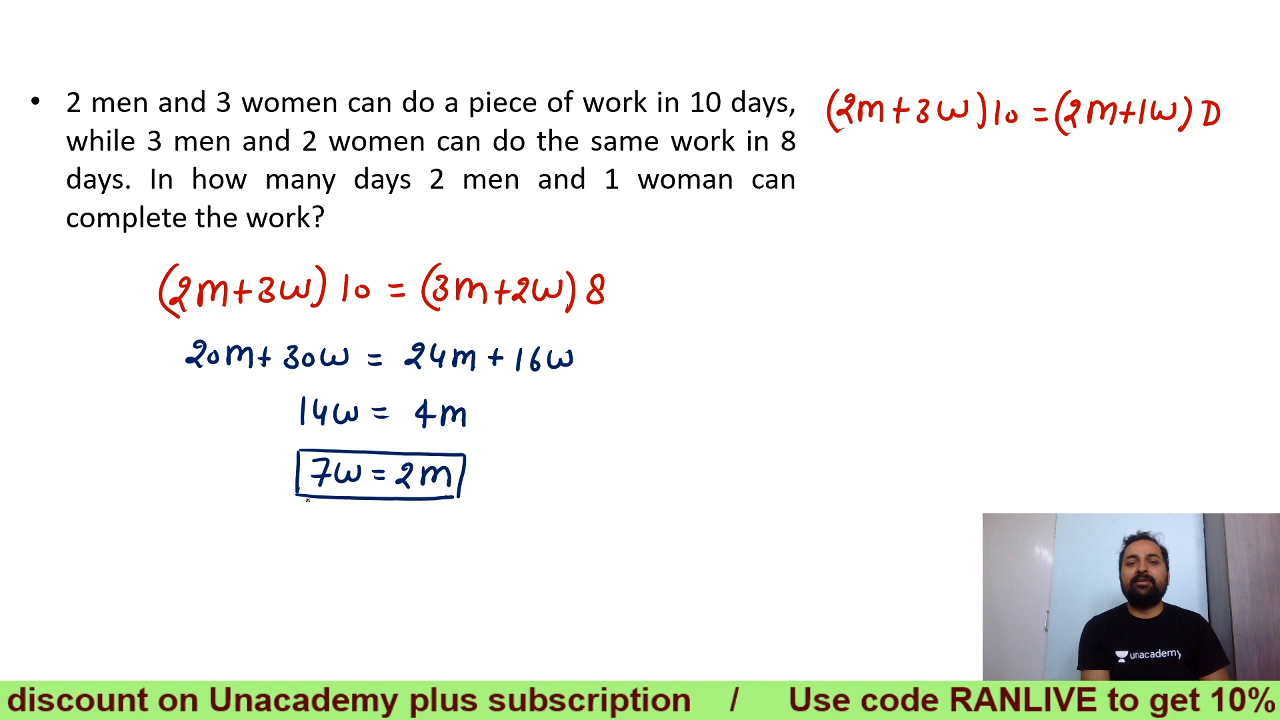 • 2 men and 3 women can do a piece of work in 10 days,
while 3 men and 2 women can do the same work in 8
days. In how many days 2 men and 1 woman can
complete the work?
(2m+3w) 10 = (2m+1w) D
(2m+3w) 10 = (3m+2w) 8
20m+30w = 24m+16w
14w = 4m
7w = 2m
unacademy
discount on Unacademy plus subscription / Use code RANLIVE to get 10%